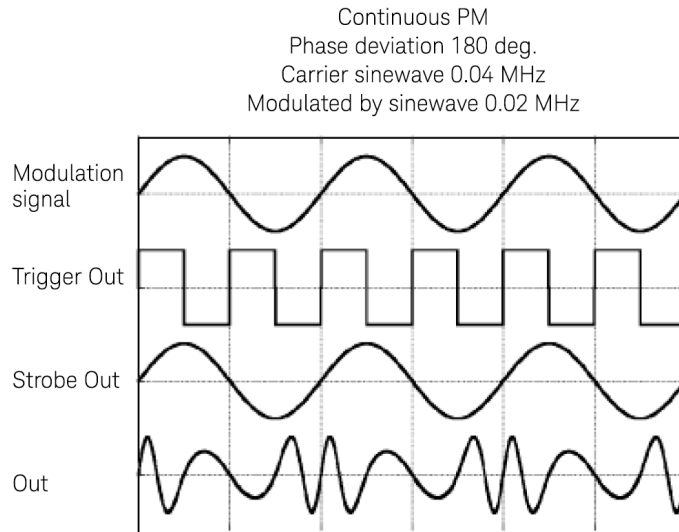 Continuous PM
Phase deviation 180 deg.
Carrier sinewave 0.04 MHz
Modulated by sinewave 0.02 MHz
Modulation
signal
Trigger Out
Strobe Out
Out